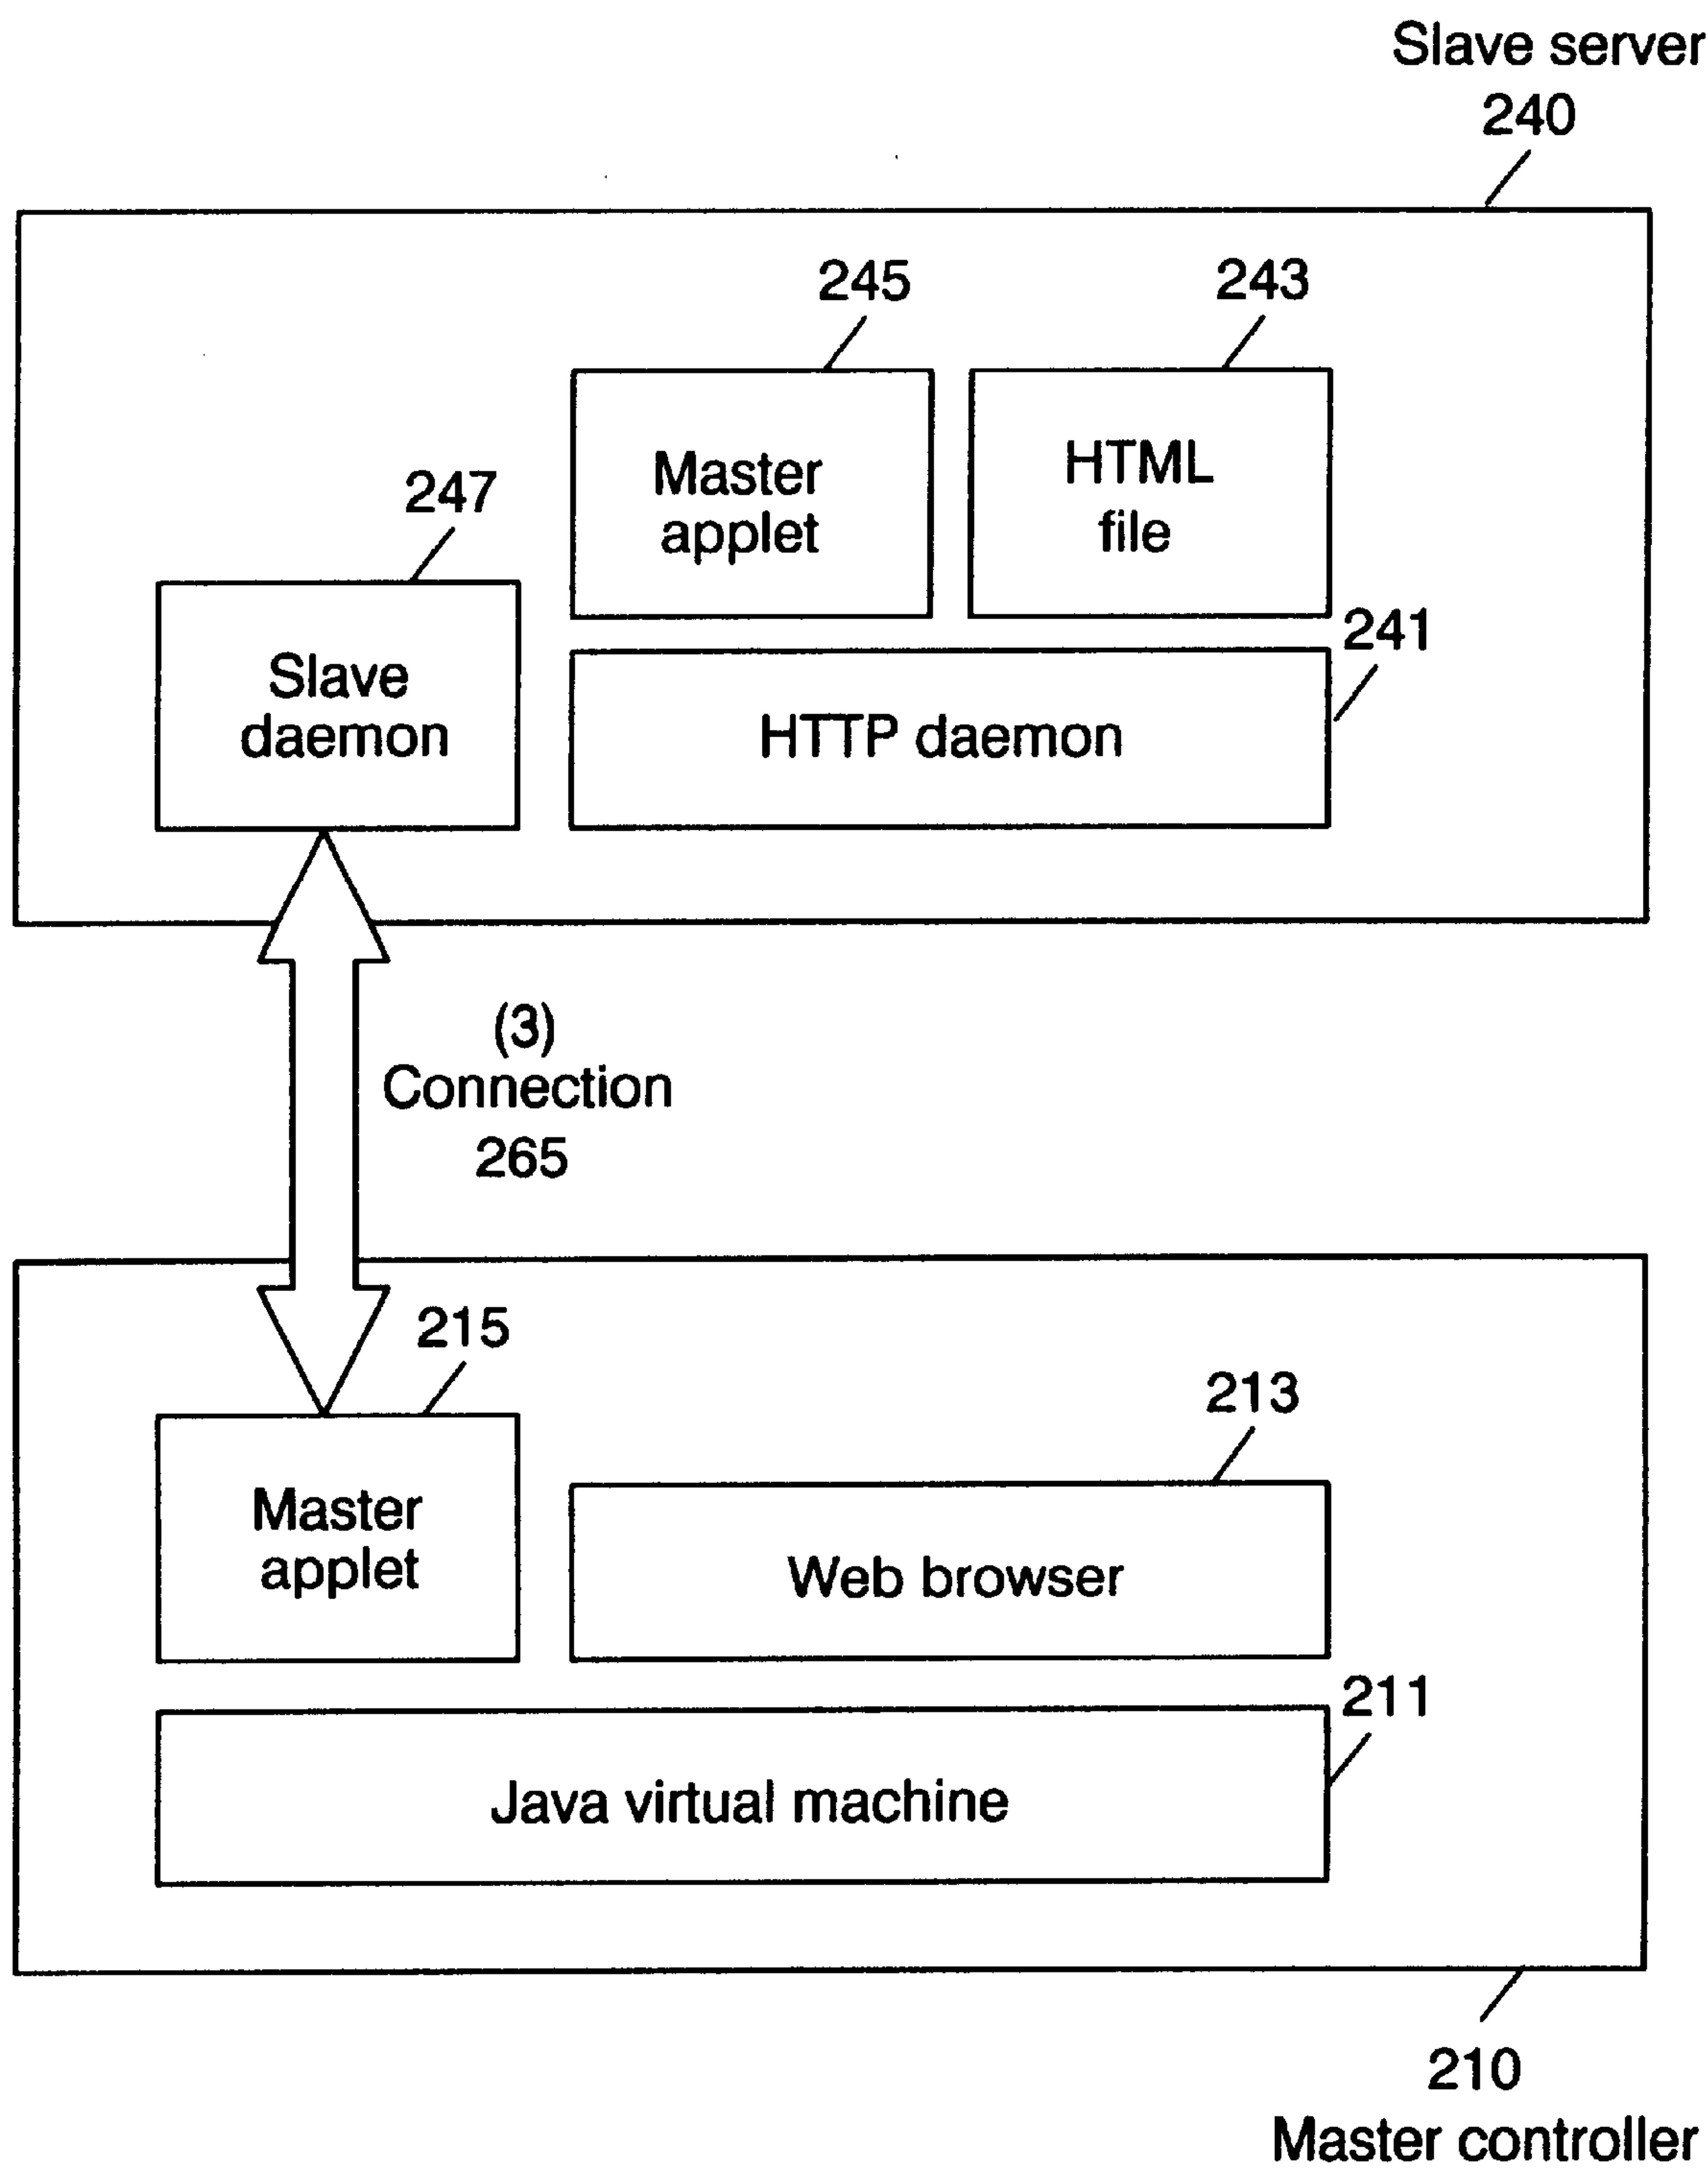 Slave server
240
245
243
Master
applet
HTML
file
247
241
Slave
daemon
HTTP daemon
(3)
Connection
265
215
213
Master
applet
Web browser
211
Java virtual machine
210
Master controller